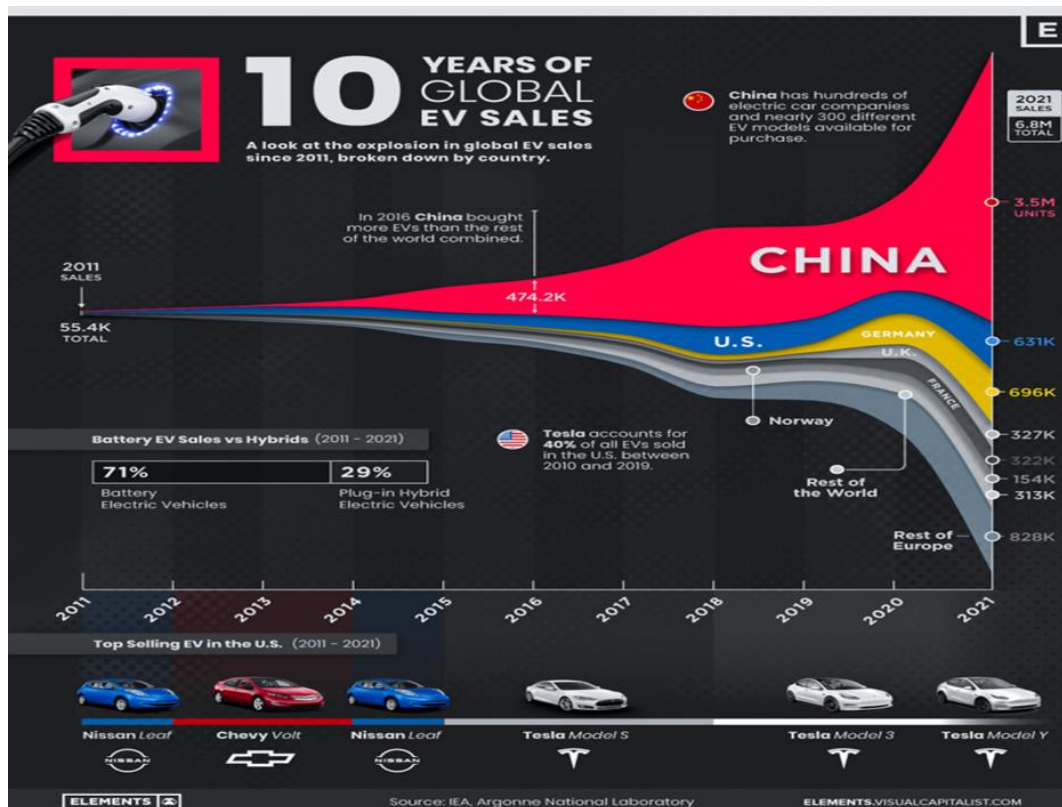 E
10 YEARS OF
GLOBAL
EV SALES
A look at the explosion in global EV sales
since 2011, broken down by country.
China has hundreds of
electric car companies
and nearly 300 different
EV models available for
purchase.
2021
SALES
6.8M
TOTAL
In 2016 China bought
more EVs than the rest
of the world combined.
3.5M
UNITS
CHINA
2011
SALES
474.2K
55.4K
TOTAL
U.S.
GERMANY
U.K.
FRANCE
631K
696K
Norway
327K
322K
154K
313K
Rest of
the World
Rest of
Europe
828K
Battery EV Sales vs Hybrids (2011 - 2021)
71%
29%
Battery
Electric Vehicles
Plug-in Hybrid
Electric Vehicles
Tesla accounts for
40% of all EVs sold
in the U.S. between
2010 and 2019.
2011 2012 2013 2014 2015 2016 2017 2018 2019 2020 2021
Top Selling EV in the U.S. (2011 - 2021)
Nissan Leaf Chevy Volt Nissan Leaf Tesla Model S Tesla Model 3 Tesla Model Y
NISSAN NISSAN
ELEMENTS Source: IEA, Argonne National Laboratory ELEMENTS.VISUALCAPITALIST.COM